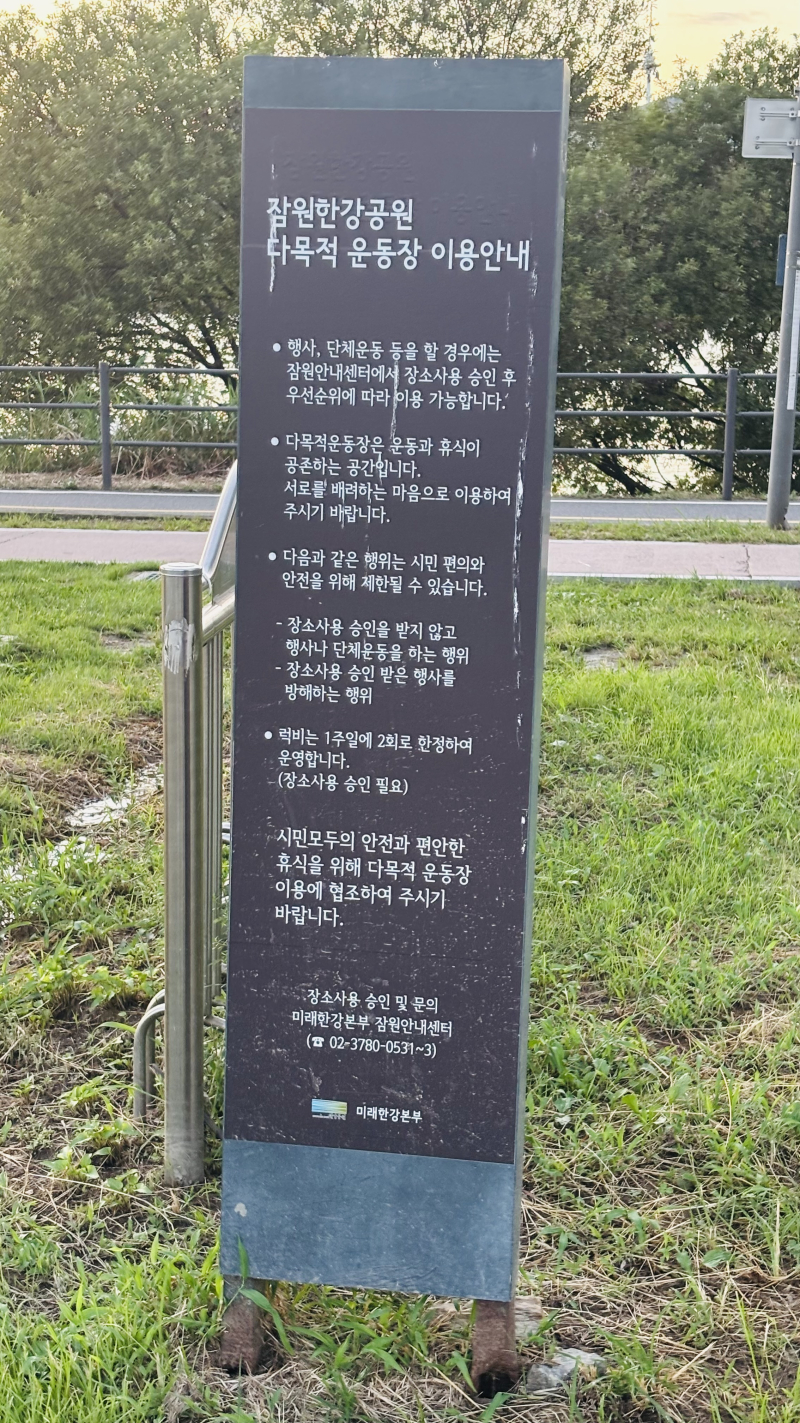 잠원한강공원
다목적 운동장 이용안내
● 행사, 단체운동 등을 할 경우에는
잠원안내센터에서 장소사용 승인 후
우선순위에 따라 이용 가능합니다.
● 다목적운동장은 운동과 휴식이
공존하는 공간입니다.
서로를 배려하는 마음으로 이용하여
주시기 바랍니다.
● 다음과 같은 행위는 시민 편의와
안전을 위해 제한될 수 있습니다.
- 장소사용 승인을 받지 않고
행사나 단체운동을 하는 행위
- 장소사용 승인 받은 행사를
방해하는 행위
● 럭비는 1주일에 2회로 한정하여
운영합니다.
(장소사용 승인 필요)
시민모두의 안전과 편안한
휴식을 위해 다목적 운동장
이용에 협조하여 주시기
바랍니다.
장소사용 승인 및 문의
미래한강본부 잠원안내센터
(☎ 02-3780-0531~3)
미래한강본부